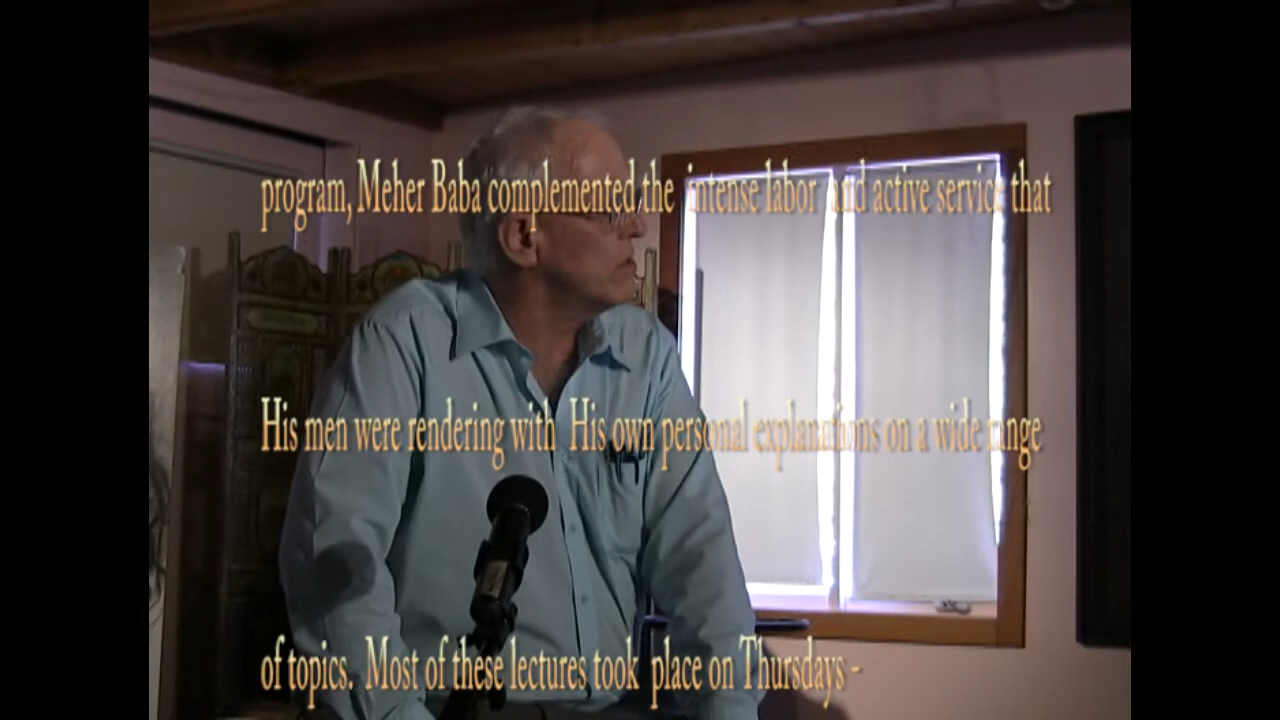 program, Meher Baba complemented the intense labor and active service that
His men were rendering with His own personal explanations on a wide range
of topics. Most of these lectures took place on Thursdays -